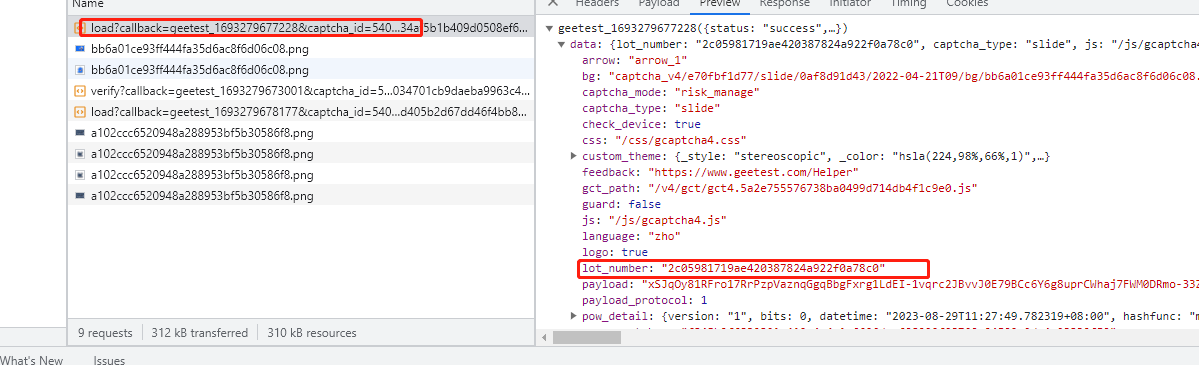 Name
load?callback=geetest_1693279677228&captcha_id=540...34af5b1b409d0508ef6...
bb6a01ce93ff444fa35d6ac8f6d06c08.png
bb6a01ce93ff444fa35d6ac8f6d06c08.png
verify?callback=geetest_1693279673001&captcha_id=5...034701cb9daeba9963c4...
load?callback=geetest_1693279678177&captcha_id=540...d405b2d67dd46f4bb8...
a102ccc6520948a288953bf5b30586f8.png
a102ccc6520948a288953bf5b30586f8.png
a102ccc6520948a288953bf5b30586f8.png
a102ccc6520948a288953bf5b30586f8.png
9 requests 312 kB transferred 310 kB resources
What's New Issues
Headers Payload Preview Response Initiator Timing Cookies
geetest_1693279677228({status: "success",…})
data: {lot_number: "2c05981719ae420387824a922f0a78c0", captcha_type: "slide", js: "/js/gcaptcha4
arrow: "arrow_1"
bg: "captcha_v4/e70fbf1d77/slide/0af8d91d43/2022-04-21T09/bg/bb6a01ce93ff444fa35d6ac8f6d06c08.
captcha_mode: "risk_manage"
captcha_type: "slide"
check_device: true
css: "/css/gcaptcha4.css"
custom_theme: {_style: "stereoscopic", _color: "hsla(224,98%,66%,1)",…}
feedback: "https://www.geetest.com/Helper"
gct_path: "/v4/gct/gct4.5a2e755576738ba0499d714db4f1c9e0.js"
guard: false
js: "/js/gcaptcha4.js"
language: "zho"
logo: true
lot_number: "2c05981719ae420387824a922f0a78c0"
payload: "xSJqOy81RFro17RrPzpVaznqGgqBbgFxrg1LdEI-1vqrc2JBvvJ0E79BCc6Y6g8uprCWhaj7FWM0DRmo-33Z
payload_protocol: 1
pow_detail: {version: "1", bits: 0, datetime: "2023-08-29T11:27:49.782319+08:00", hashfunc: "m